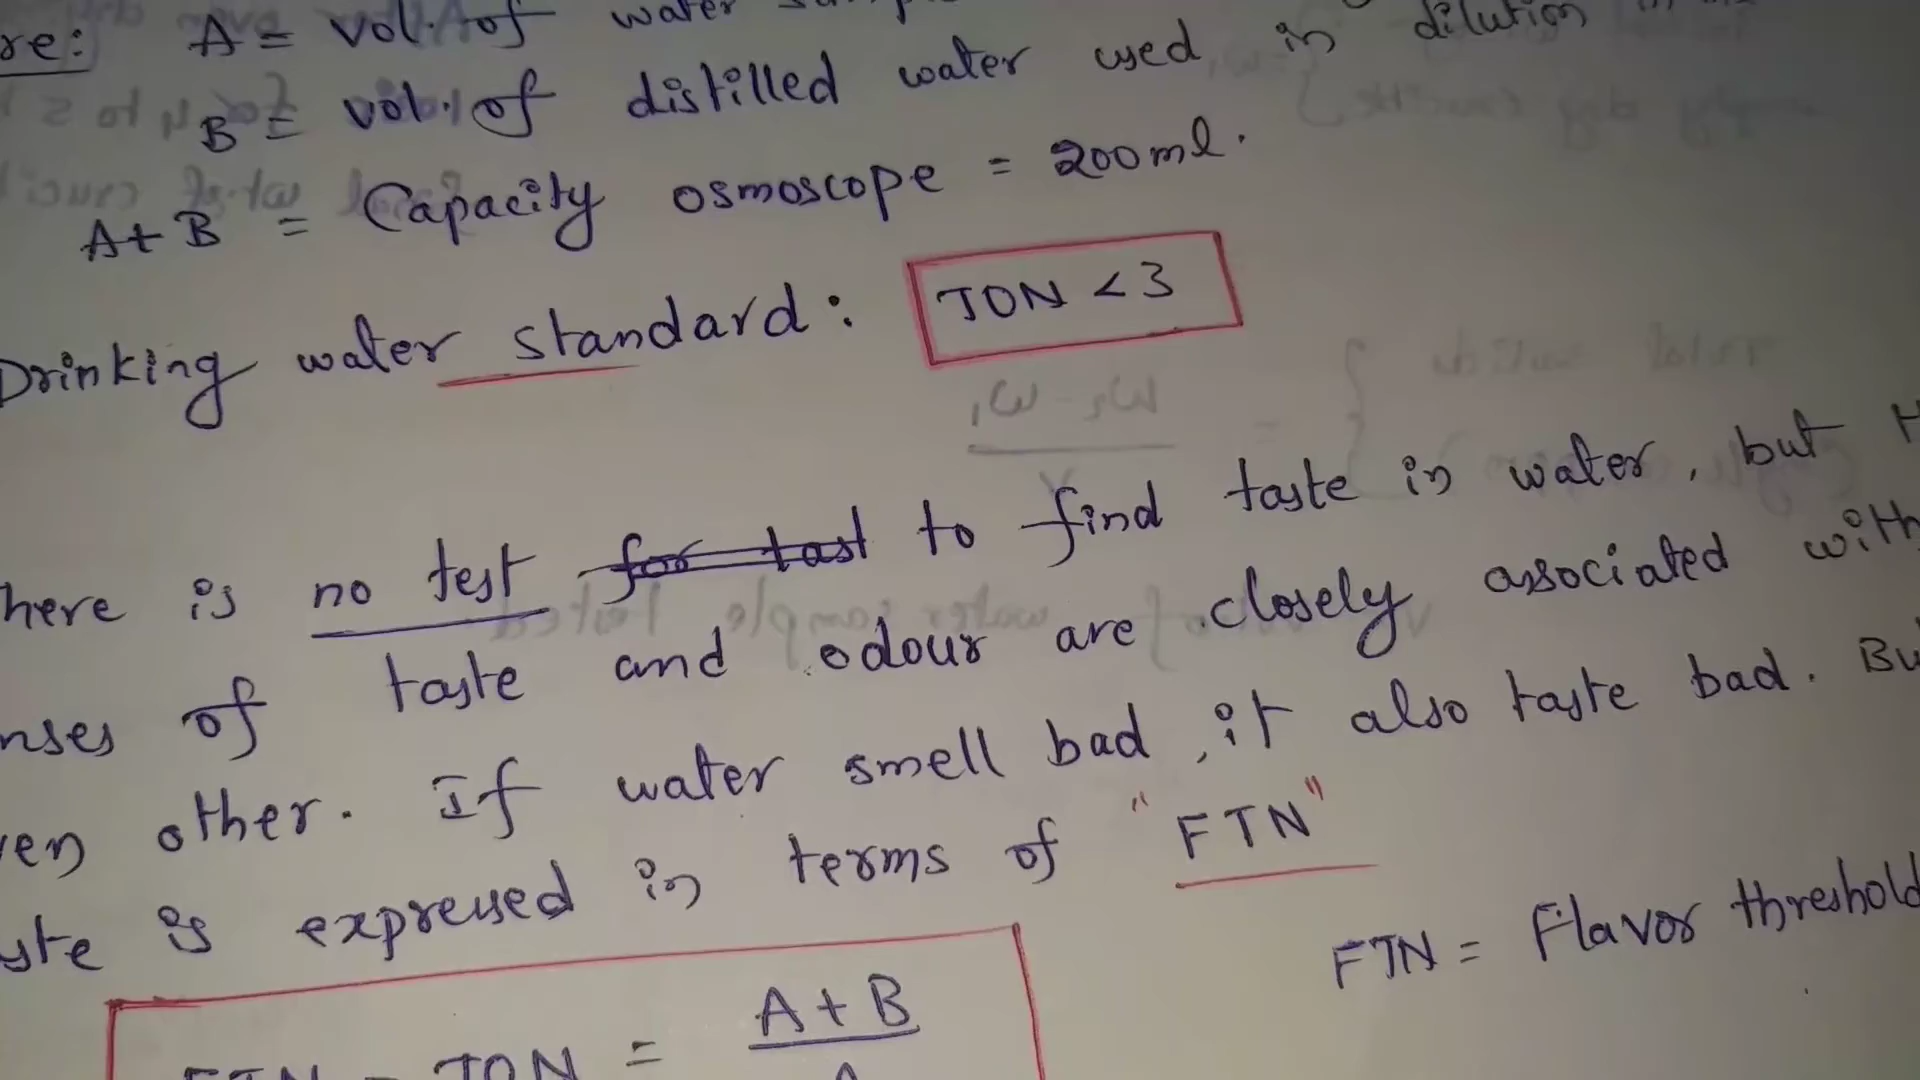 re: A = vol. of water
B = vol. of distilled water used in dilution
A+B = Capacity osmoscope = 200ml.
Drinking water standard: TON <3
here is no test for tast to find taste in water, but
nses of taste and odour are closely associated with
en other. If water smell bad, it also taste bad. Bu
ste is expressed in terms of "FTN"
FTN = Flavor threshold
FTN = TON = A+B
A